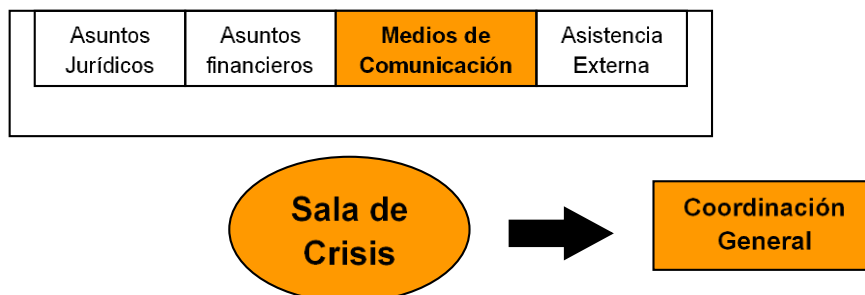 Asuntos
Jurídicos
Asuntos
financieros
Medios de
Comunicación
Asistencia
Externa
Sala de
Crisis
Coordinación
General